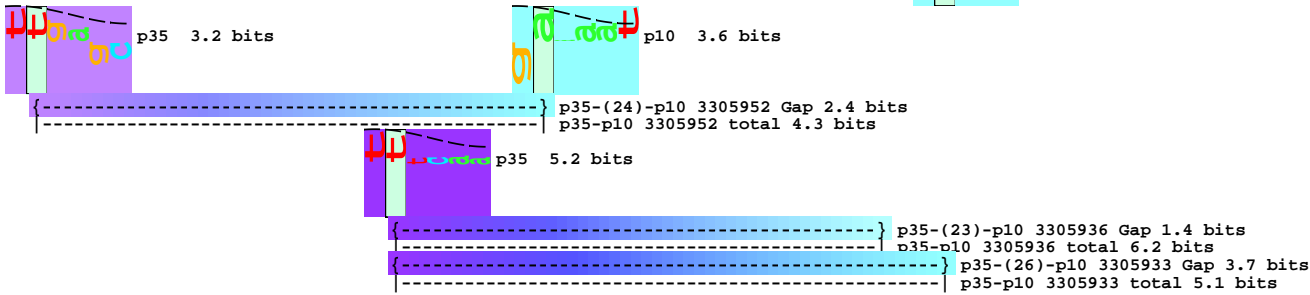 ttgagc p35 3.2 bits gaaat p10 3.6 bits
{-----------------------------------------------} p35-(24)-p10 3305952 Gap 2.4 bits
|-----------------------------------------------| p35-p10 3305952 total 4.3 bits
tttcaa p35 5.2 bits
{---------------------------------------------} p35-(23)-p10 3305936 Gap 1.4 bits
|---------------------------------------------| p35-p10 3305936 total 6.2 bits
{---------------------------------------------------} p35-(26)-p10 3305933 Gap 3.7 bits
|---------------------------------------------------| p35-p10 3305933 total 5.1 bits